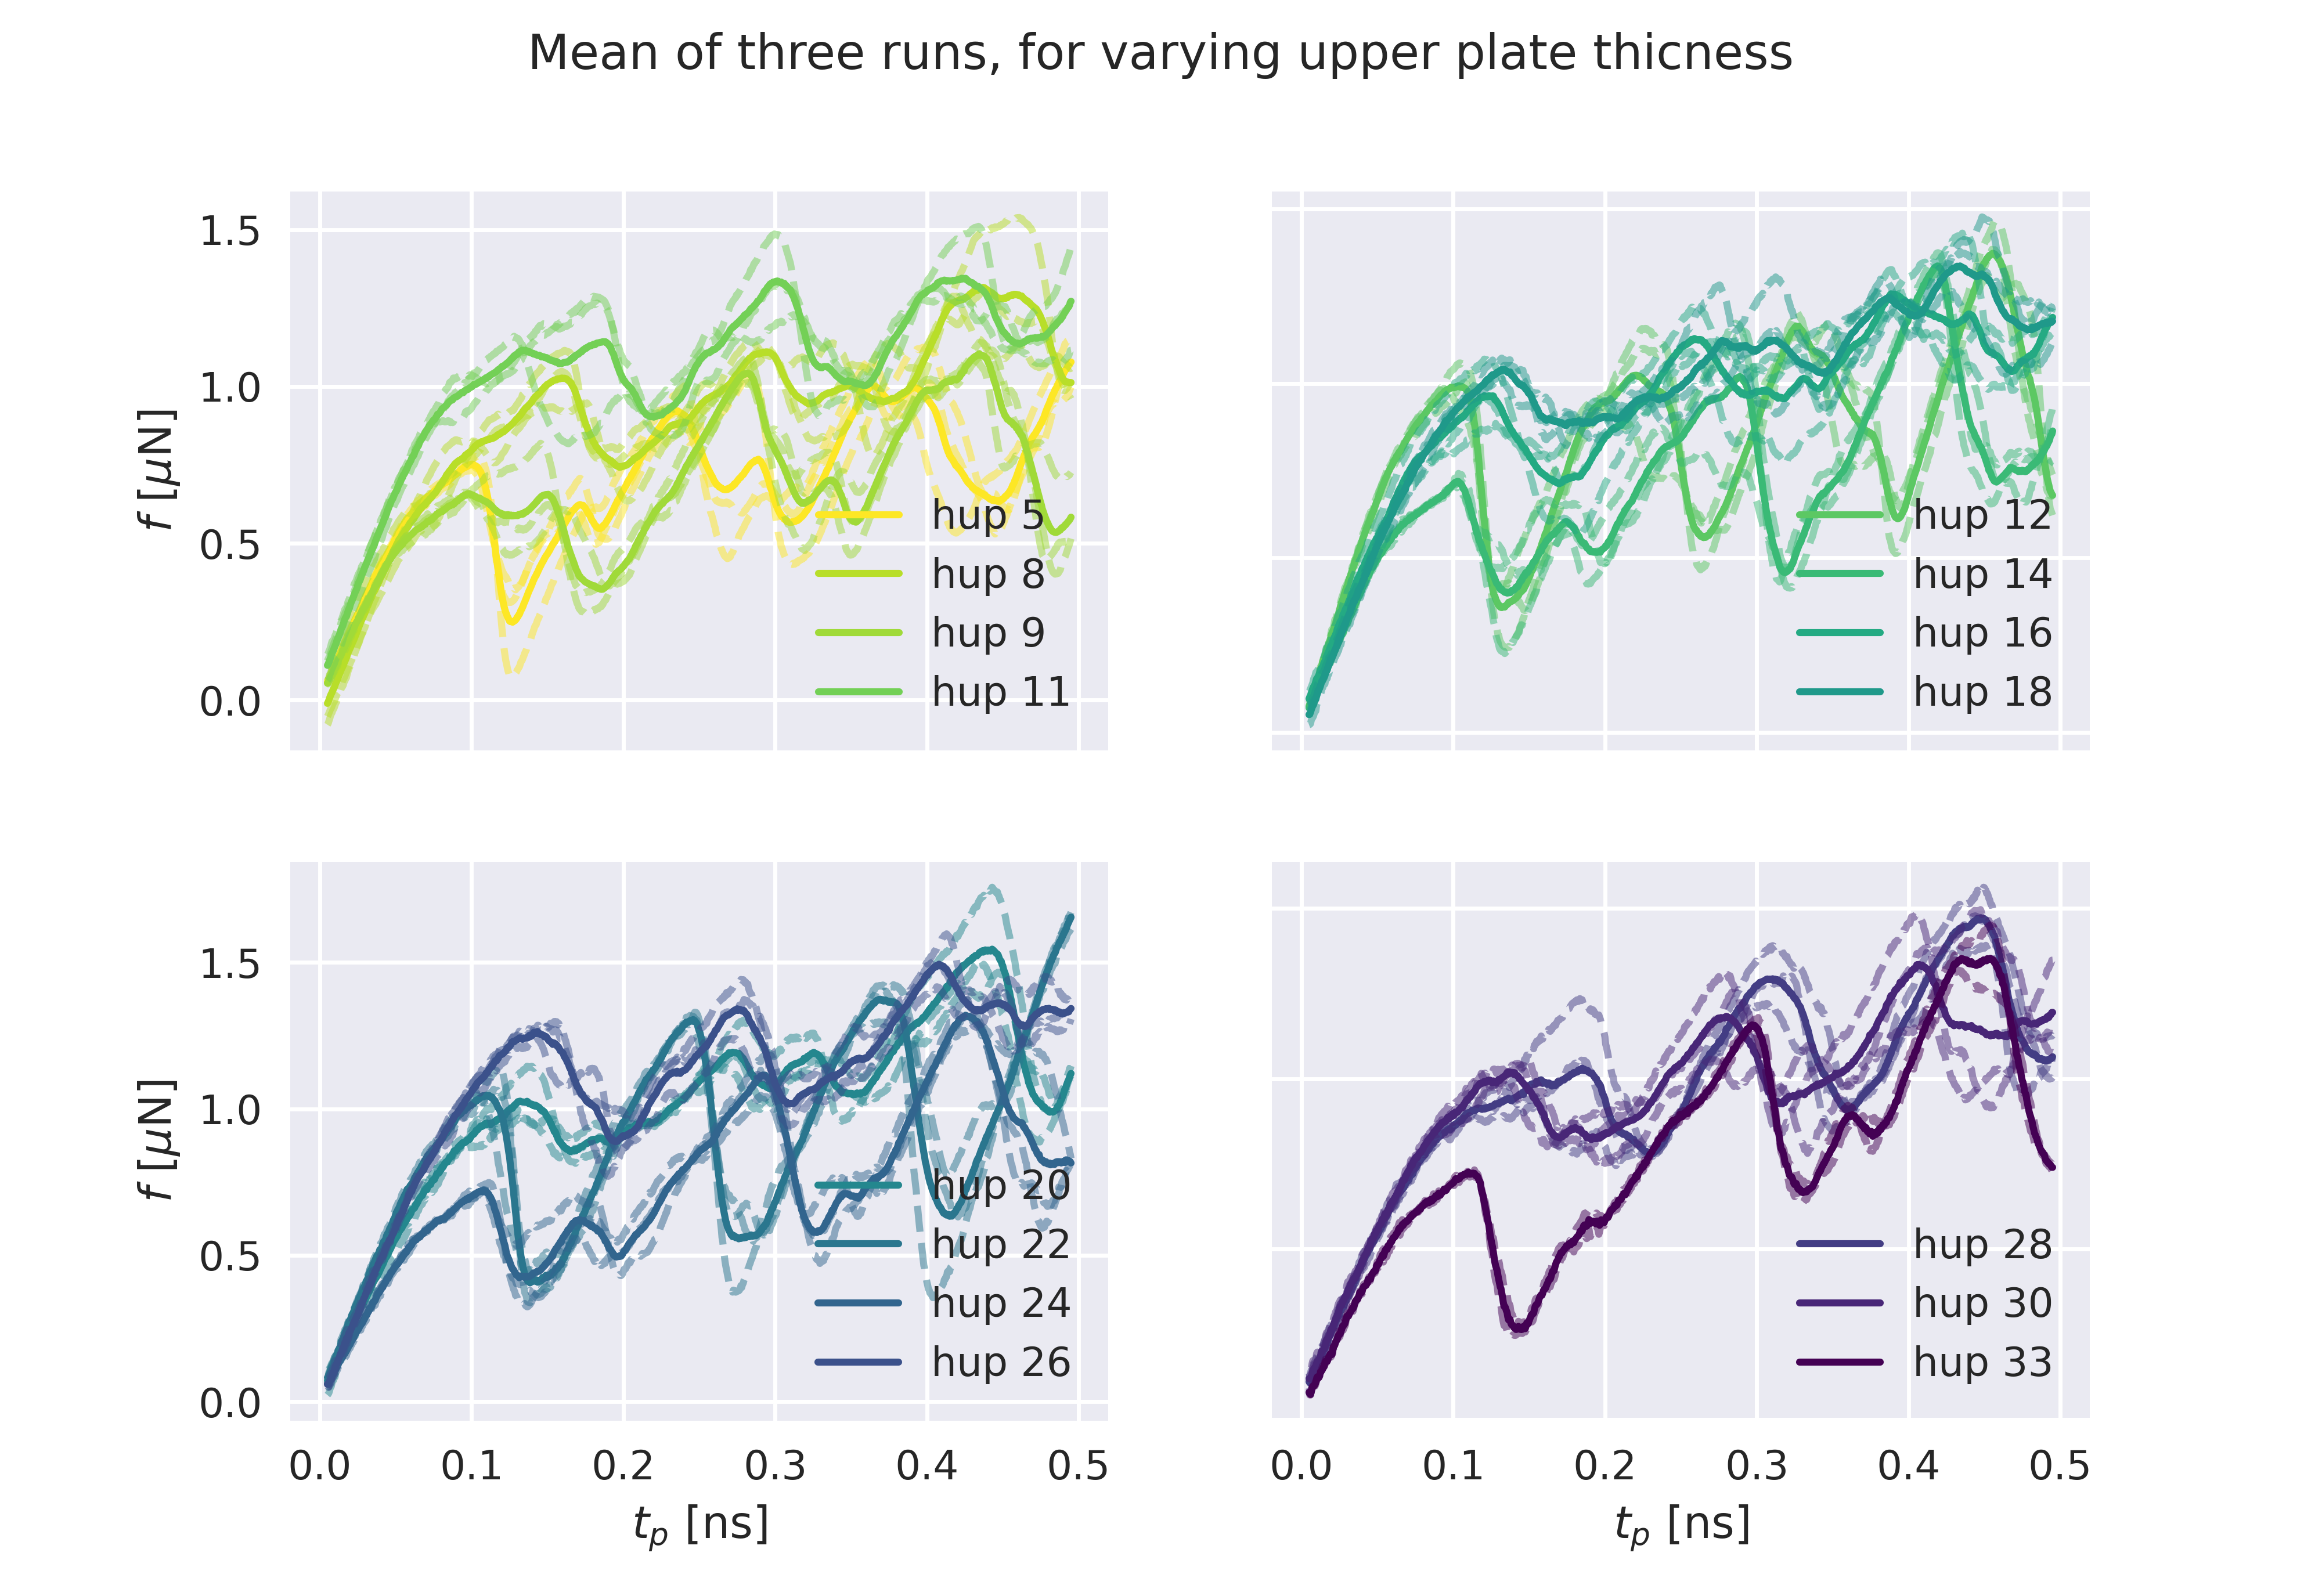 Mean of three runs, for varying upper plate thicness
1.5
1.0
0.5
0.0
f [μN]
hup 5
hup 8
hup 9
hup 11
hup 12
hup 14
hup 16
hup 18
1.5
1.0
0.5
0.0
f [μN]
hup 20
hup 22
hup 24
hup 26
0.0 0.1 0.2 0.3 0.4 0.5
t_p [ns]
hup 28
hup 30
hup 33
0.0 0.1 0.2 0.3 0.4 0.5
t_p [ns]